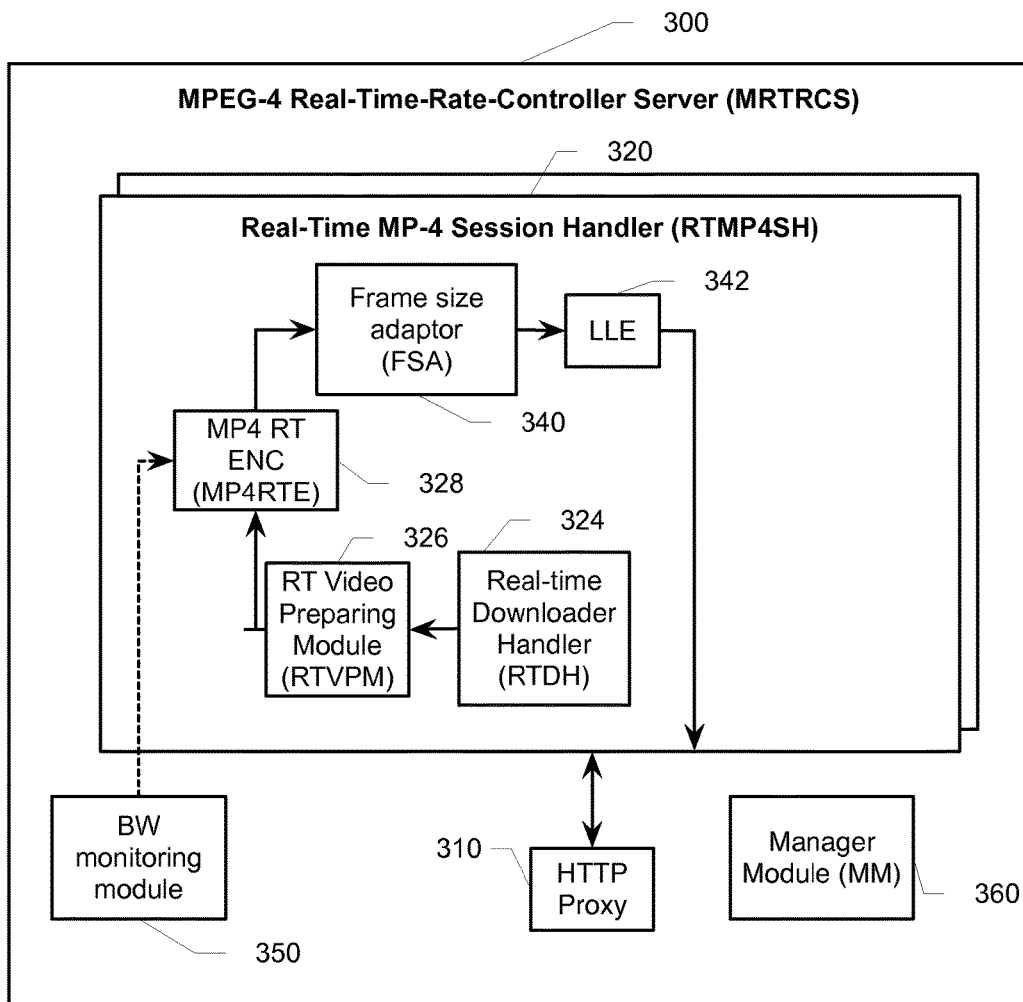 300
MPEG-4 Real-Time-Rate-Controller Server (MRTRCS)
320
Real-Time MP-4 Session Handler (RTMP4SH)
Frame size
adaptor
(FSA)
340
342
LLE
MP4 RT
ENC
(MP4RTE)
328
326
RT Video
Preparing
Module
(RTVPM)
324
Real-time
Downloader
Handler
(RTDH)
BW
monitoring
module
350
310
HTTP
Proxy
Manager
Module (MM)
360